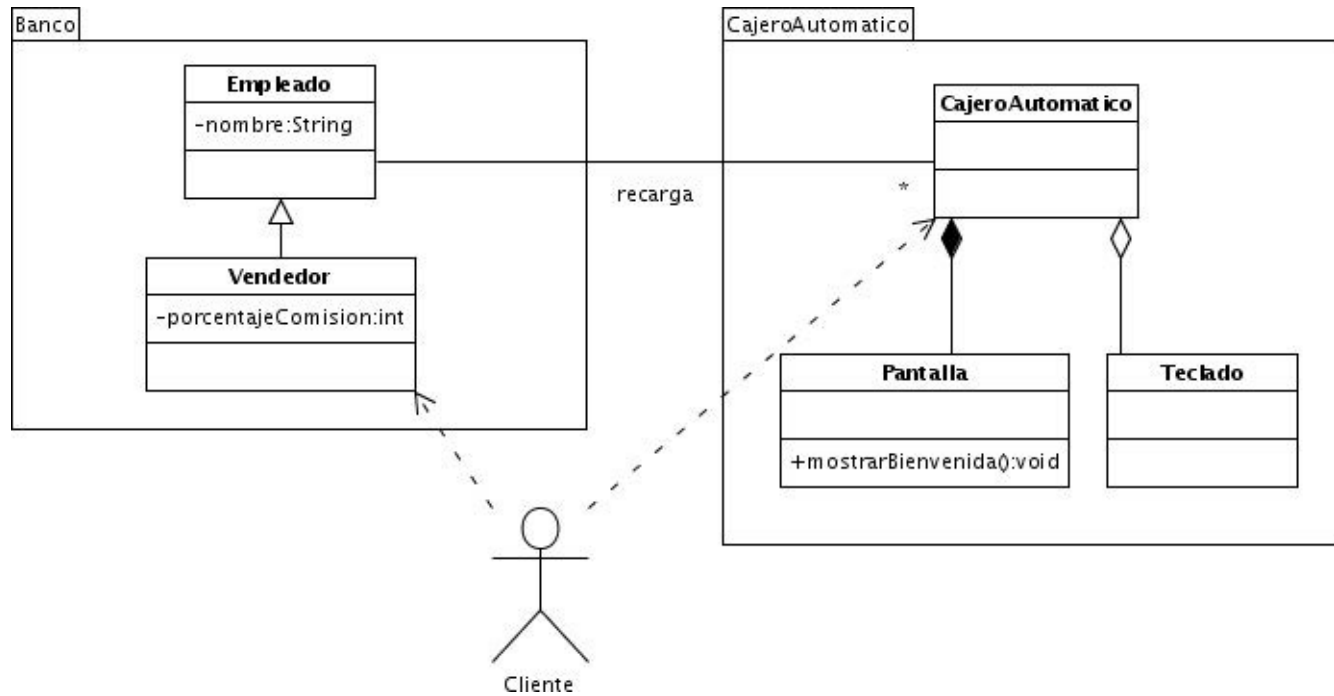 Banco
Empleado
-nombre:String
Vendedor
-porcentajeComision:int
recarga
*
CajeroAutomatico
CajeroAutomatico
Pantalla
+mostrarBienvenida():void
Teclado
Cliente